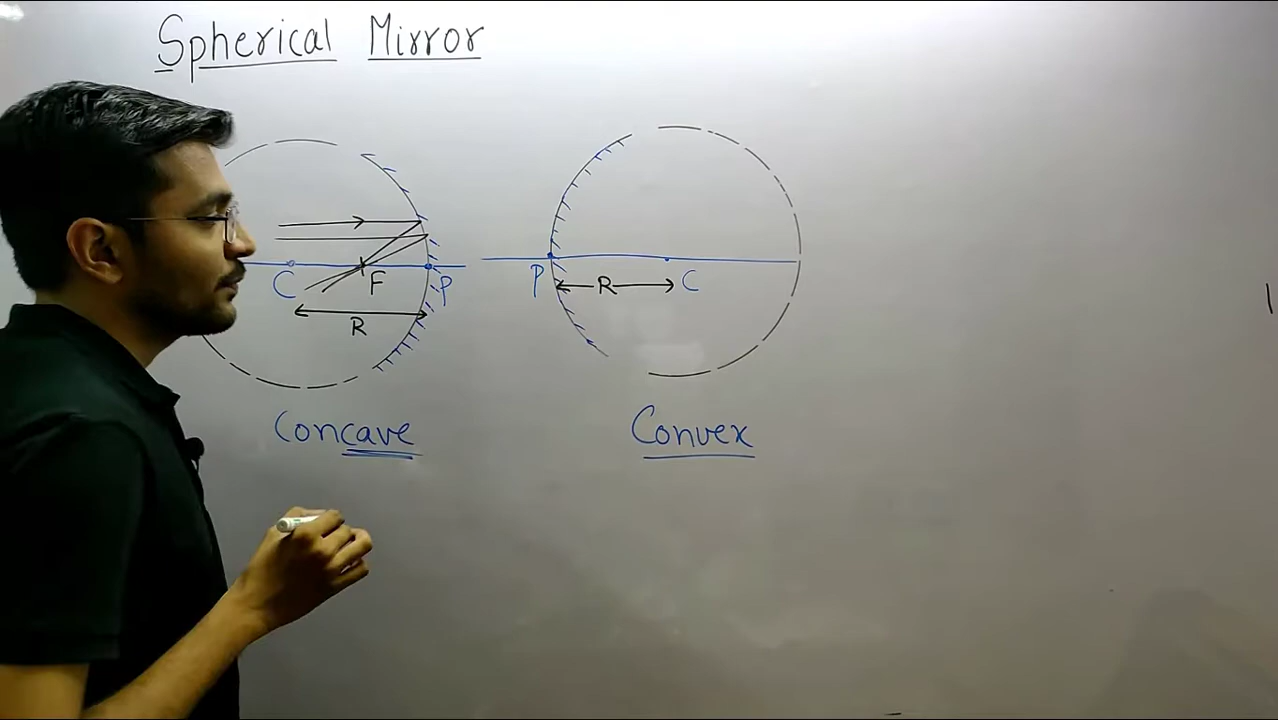 Spherical Mirror
C F P
R
P R C
Concave
Convex